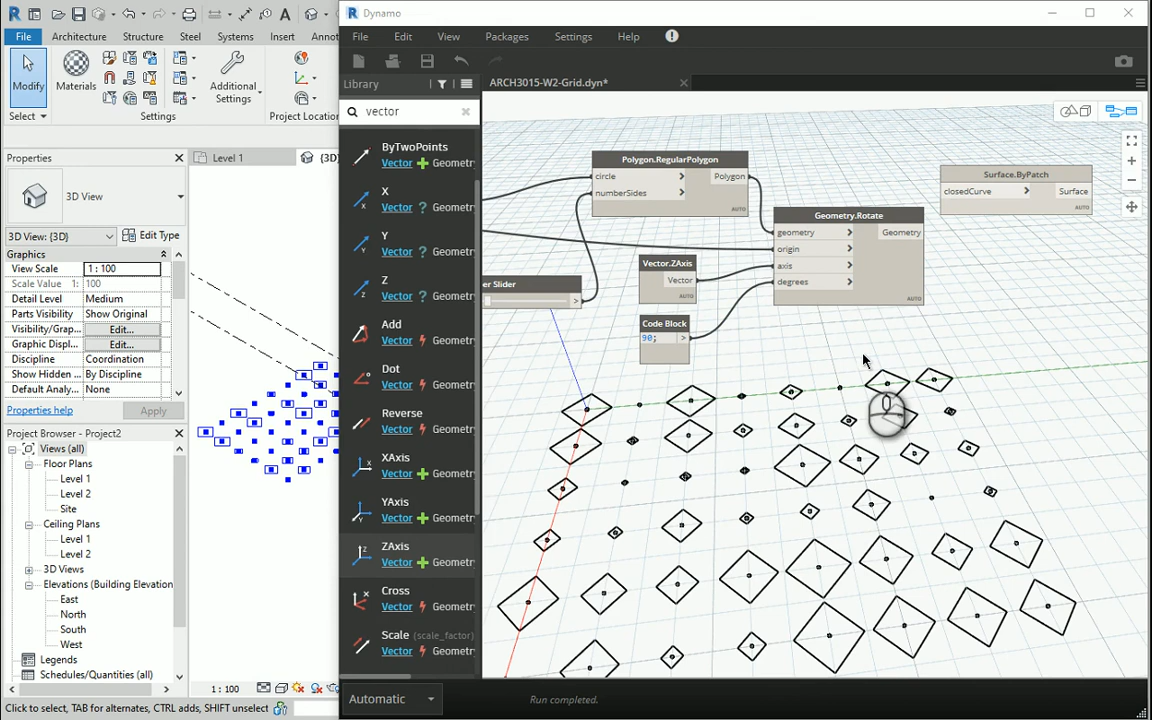 Dynamo
File
Architecture
Structure
Steel
Systems
Insert
Annot
Modify
Materials
Additional
Settings
Select
Settings
Project Location
File
Edit
View
Packages
Settings
Help
Library
ARCH3015-W2-Grid.dyn*
vector
ByTwoPoints
Vector Geometr
X
Vector ? Geometr
Y
Vector ? Geometr
Z
Vector ? Geometr
Add
Vector Geometr
Dot
Vector Geometr
Reverse
Vector Geometr
XAxis
Vector Geometr
YAxis
Vector Geometr
ZAxis
Vector Geometr
Cross
Vector Geometr
Scale (scale_factor)
Vector Geometr
Automatic
Run completed.
Properties
3D View
3D View: {3D}
Edit Type
Graphics
View Scale
1 : 100
Scale Value 1:
100
Detail Level
Medium
Parts Visibility
Show Original
Visibility/Grap...
Edit...
Graphic Displ...
Edit...
Discipline
Coordination
Show Hidden ...
By Discipline
Default Analy...
None
Properties help
Apply
Project Browser - Project2
Views (all)
Floor Plans
Level 1
Level 2
Site
Ceiling Plans
Level 1
Level 2
3D Views
Elevations (Building Elevation
East
North
South
West
Legends
Schedules/Quantities (all)
Level 1
{3D}
1 : 100
Click to select, TAB for alternates, CTRL adds, SHIFT unselect
Polygon.RegularPolygon
circle > Polygon
numberSides >
AUTO
er Slider
>
Vector.ZAxis
Vector
AUTO
Code Block
90; >
Geometry.Rotate
geometry > Geometry
origin >
axis >
degrees >
AUTO
Surface.ByPatch
closedCurve > Surface
AUTO